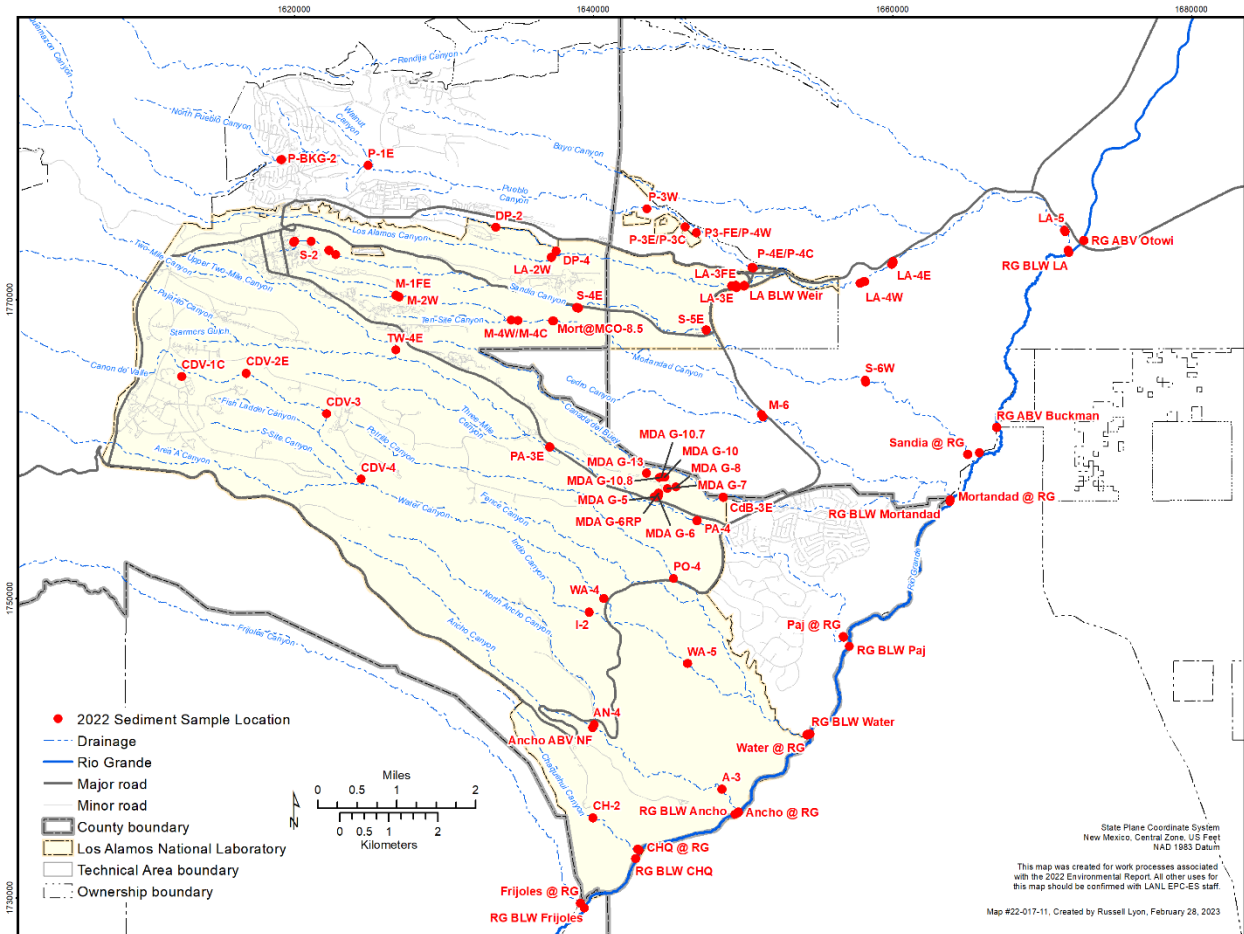 1620000
1640000
1660000
1680000
1770000
1750000
1730000
Guaje Canyon
Rendija Canyon
North Pueblo Canyon
Walnut Canyon
Bayo Canyon
Pueblo Canyon
P-BKG-2
P-1E
P-3W
DP-2
Los Alamos Canyon
P-3E/P-3C
P3-FE/P-4W
LA-5
RG ABV Otowi
RG BLW LA
S-2
Two-Mile Canyon
Upper Two-Mile Canyon
DP-4
LA-2W
P-4E/P-4C
LA-3FE
LA-4E
LA-4W
Sandia Canyon
M-1FE
M-2W
S-4E
LA-3E
LA BLW Weir
Pajarito Canyon
Ten-Site Canyon
M-4W/M-4C
Mort@MCO-8.5
S-5E
Starmers Gulch
TW-4E
Mortandad Canyon
Canon de Valle
CDV-1C
CDV-2E
Cedro Canyon
S-6W
Fish Ladder Canyon
CDV-3
Three-Mile Canyon
Canada del Buey
M-6
RG ABV Buckman
S-Site Canyon
Potrillo Canyon
MDA G-10.7
MDA G-10
Sandia @ RG
Area A Canyon
PA-3E
MDA G-13
MDA G-8
MDA G-10.8
MDA G-7
CDV-4
Mortandad @ RG
MDA G-5
CdB-3E
RG BLW Mortandad
Water Canyon
Fence Canyon
MDA G-6RP
MDA G-6
PA-4
Indio Canyon
Rio Grande
PO-4
North Ancho Canyon
WA-4
I-2
Frijoles Canyon
Ancho Canyon
Paj @ RG
RG BLW Paj
WA-5
AN-4
Ancho ABV NF
RG BLW Water
Water @ RG
Chaquehui Canyon
A-3
CH-2
RG BLW Ancho
Ancho @ RG
CHQ @ RG
RG BLW CHQ
Frijoles @ RG
RG BLW Frijoles
2022 Sediment Sample Location
Drainage
Rio Grande
Major road
Minor road
County boundary
Los Alamos National Laboratory
Technical Area boundary
Ownership boundary
N
Miles
0 0.5 1 2
0 0.5 1 2
Kilometers
State Plane Coordinate System
New Mexico, Central Zone, US Feet
NAD 1983 Datum
This map was created for work processes associated
with the 2022 Environmental Report. All other uses for
this map should be confirmed with LANL EPC-ES staff.
Map #22-017-11, Created by Russell Lyon, February 28, 2023